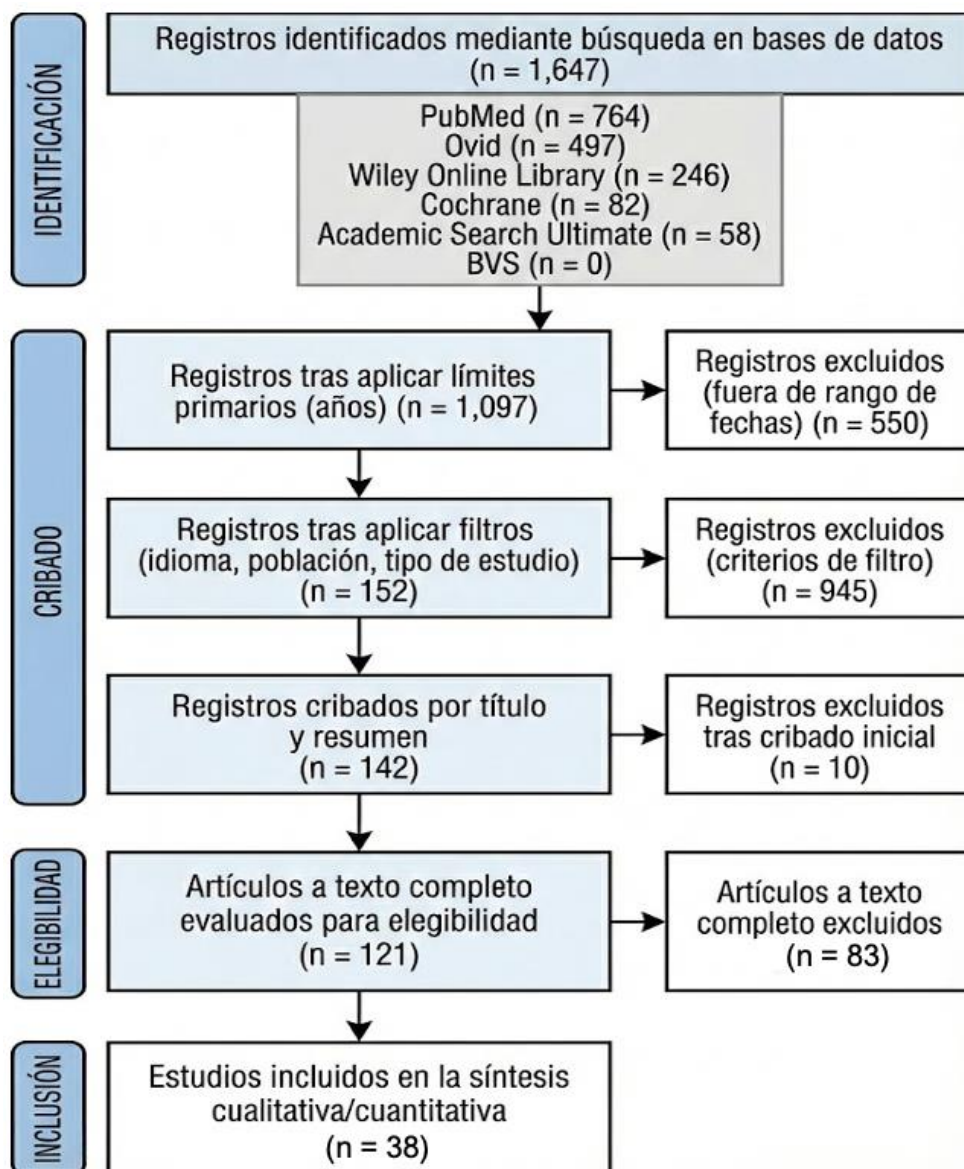 IDENTIFICACIÓN
Registros identificados mediante búsqueda en bases de datos
(n = 1,647)
PubMed (n = 764)
Ovid (n = 497)
Wiley Online Library (n = 246)
Cochrane (n = 82)
Academic Search Ultimate (n = 58)
BVS (n = 0)
CRIBADO
Registros tras aplicar límites
primarios (años) (n = 1,097)
Registros excluidos
(fuera de rango de
fechas) (n = 550)
Registros tras aplicar filtros
(idioma, población, tipo de estudio)
(n = 152)
Registros excluidos
(criterios de filtro)
(n = 945)
Registros cribados por título
y resumen
(n = 142)
Registros excluidos
tras cribado inicial
(n = 10)
ELEGIBILIDAD
Artículos a texto completo
evaluados para elegibilidad
(n = 121)
Artículos a texto
completo excluidos
(n = 83)
INCLUSIÓN
Estudios incluidos en la síntesis
cualitativa/cuantitativa
(n = 38)